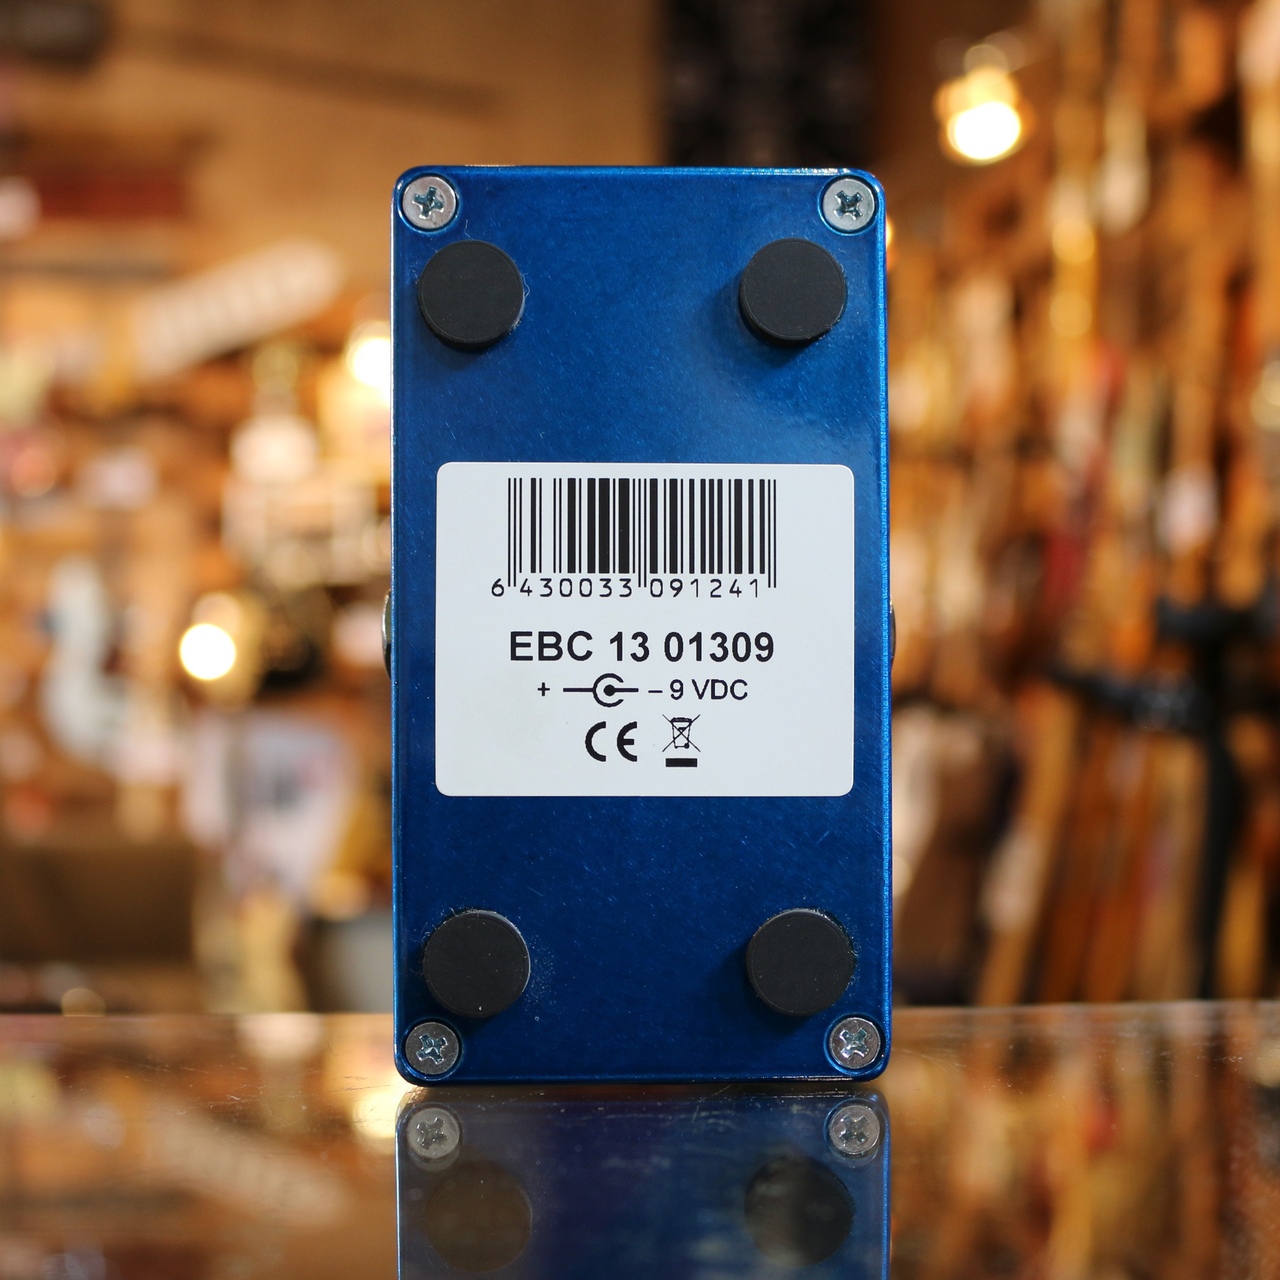 6 430033 091241
EBC 13 01309
+ – 9 VDC
CE